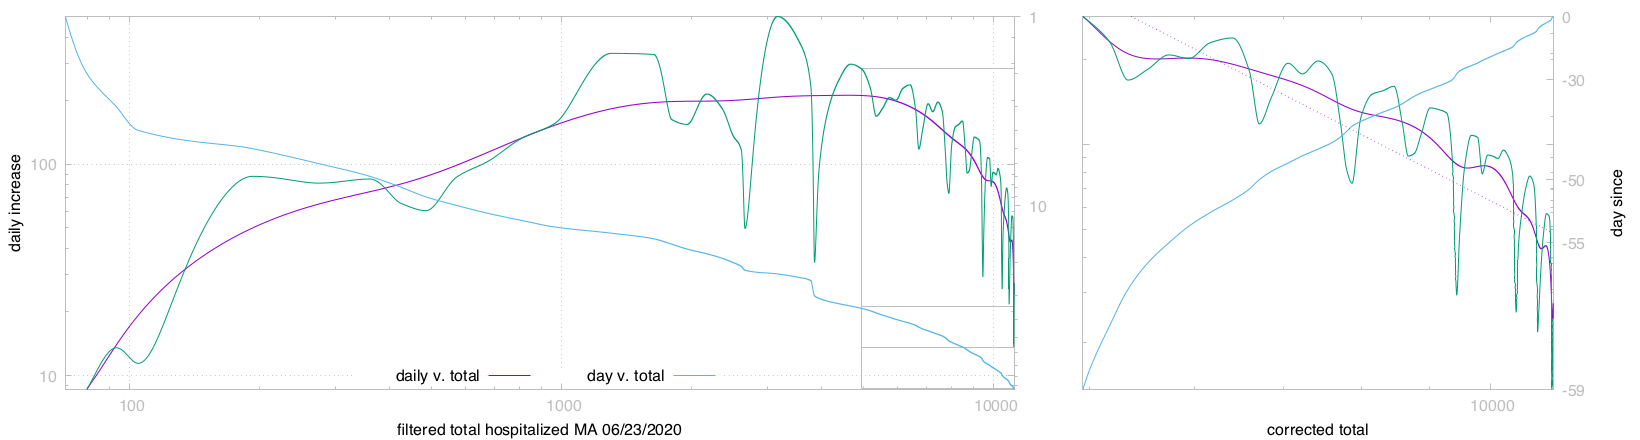 daily increase
100
10
100
1000
10000
1
10
daily v. total
day v. total
filtered total hospitalized MA 06/23/2020
0
-30
-50
-55
-59
day since
10000
corrected total